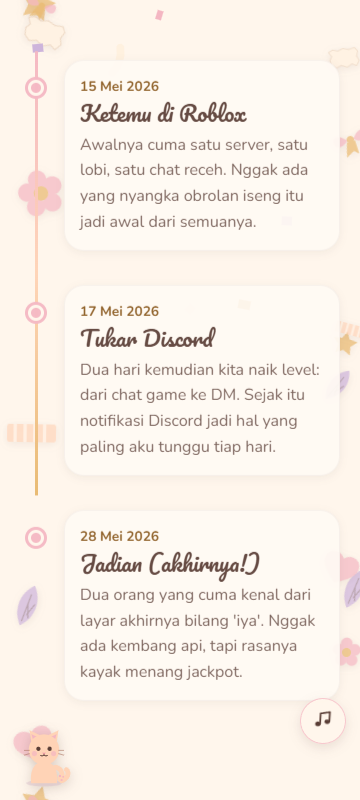 15 Mei 2026
Ketemu di Roblox
Awalnya cuma satu server, satu
lobi, satu chat receh. Nggak ada
yang nyangka obrolan iseng itu
jadi awal dari semuanya.
17 Mei 2026
Tukar Discord
Dua hari kemudian kita naik level:
dari chat game ke DM. Sejak itu
notifikasi Discord jadi hal yang
paling aku tunggu tiap hari.
28 Mei 2026
Jadian (akhirnya!)
Dua orang yang cuma kenal dari
layar akhirnya bilang 'iya'. Nggak
ada kembang api, tapi rasanya
kayak menang jackpot.